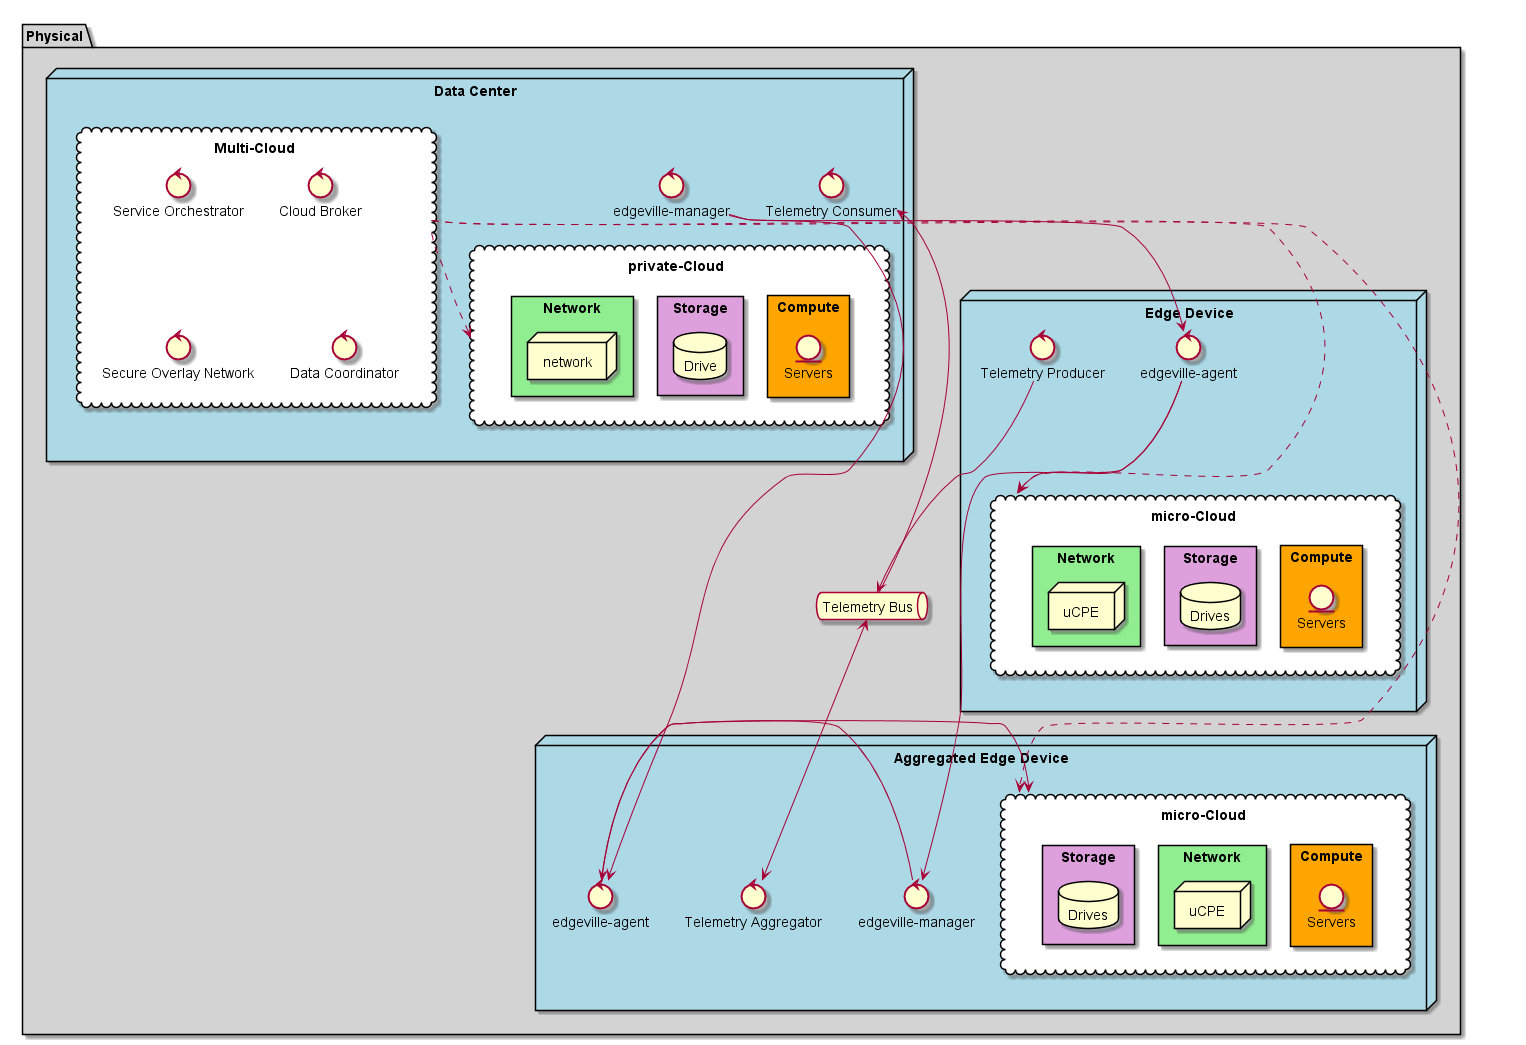 Physical
Data Center
Multi-Cloud
Service Orchestrator
Cloud Broker
edgeville-manager
Telemetry Consumer
Secure Overlay Network
Data Coordinator
private-Cloud
Network
network
Storage
Drive
Compute
Servers
Edge Device
Telemetry Producer
edgeville-agent
micro-Cloud
Network
uCPE
Storage
Drives
Compute
Servers
Telemetry Bus
Aggregated Edge Device
edgeville-agent
Telemetry Aggregator
edgeville-manager
micro-Cloud
Storage
Drives
Network
uCPE
Compute
Servers